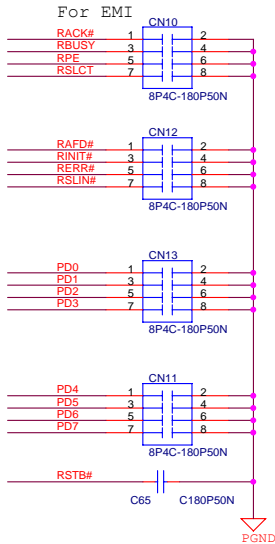 For EMI
CN10
RACK# 1 2
RBUSY 3 4
RPE 5 6
RSLCT 7 8
8P4C-180P50N
CN12
RAFD# 1 2
RINIT# 3 4
RERR# 5 6
RSLIN# 7 8
8P4C-180P50N
CN13
PD0 1 2
PD1 3 4
PD2 5 6
PD3 7 8
8P4C-180P50N
CN11
PD4 1 2
PD5 3 4
PD6 5 6
PD7 7 8
8P4C-180P50N
RSTB#
C65 C180P50N
PGND